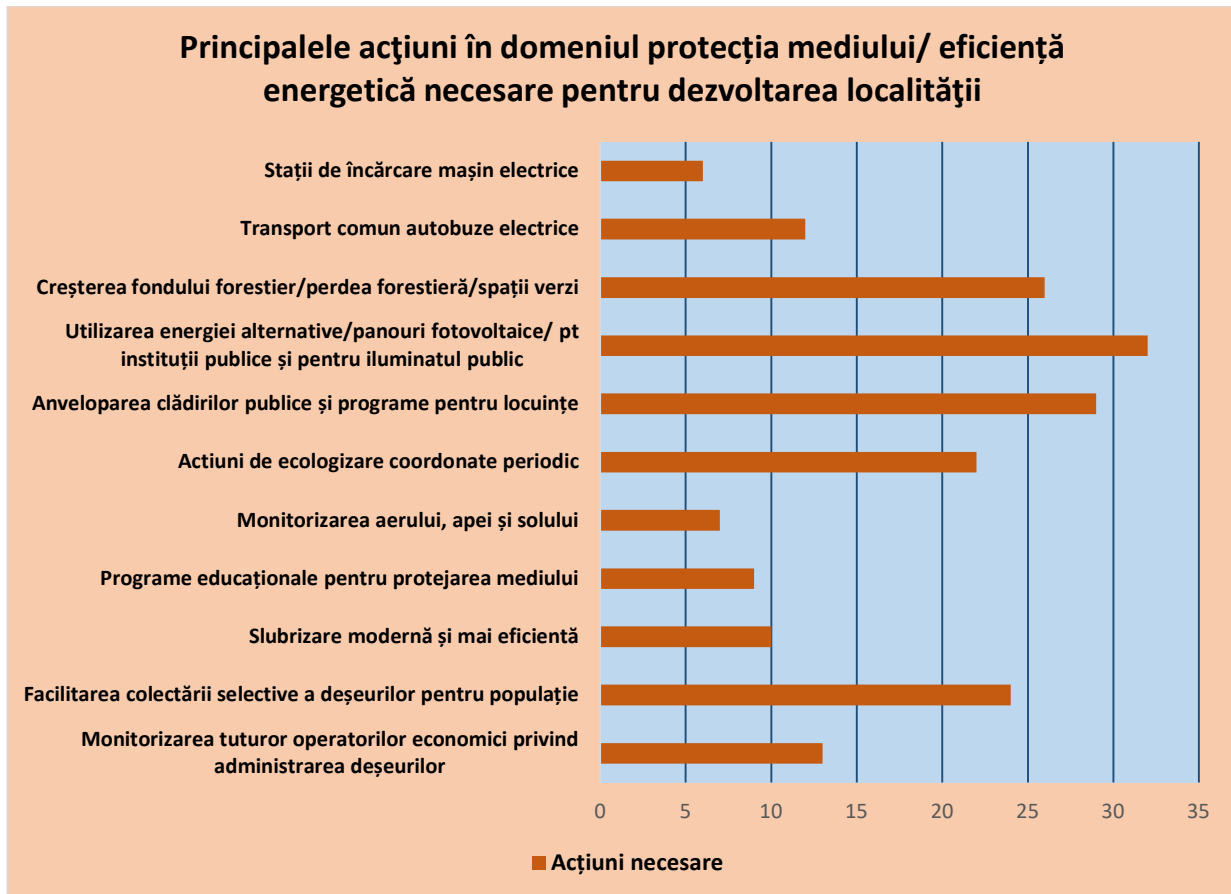 Principalele acţiuni în domeniul protecția mediului/ eficiență
energetică necesare pentru dezvoltarea localităţii
Stații de încărcare mașin electrice
Transport comun autobuze electrice
Creșterea fondului forestier/perdea forestieră/spații verzi
Utilizarea energiei alternative/panouri fotovoltaice/ pt
instituții publice și pentru iluminatul public
Anveloparea clădirilor publice și programe pentru locuințe
Actiuni de ecologizare coordonate periodic
Monitorizarea aerului, apei și solului
Programe educaționale pentru protejarea mediului
Slubrizare modernă și mai eficientă
Facilitarea colectării selective a deșeurilor pentru populație
Monitorizarea tuturor operatorilor economici privind
administrarea deșeurilor
0 5 10 15 20 25 30 35
Acțiuni necesare